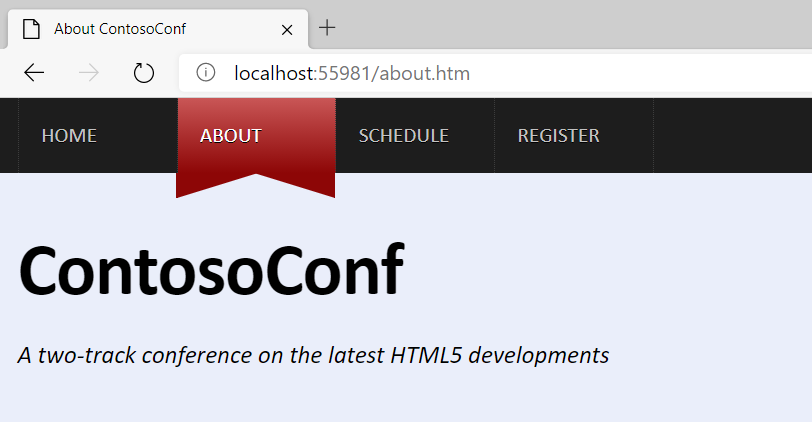 About ContosoConf
localhost:55981/about.htm
HOME ABOUT SCHEDULE REGISTER
ContosoConf
A two-track conference on the latest HTML5 developments